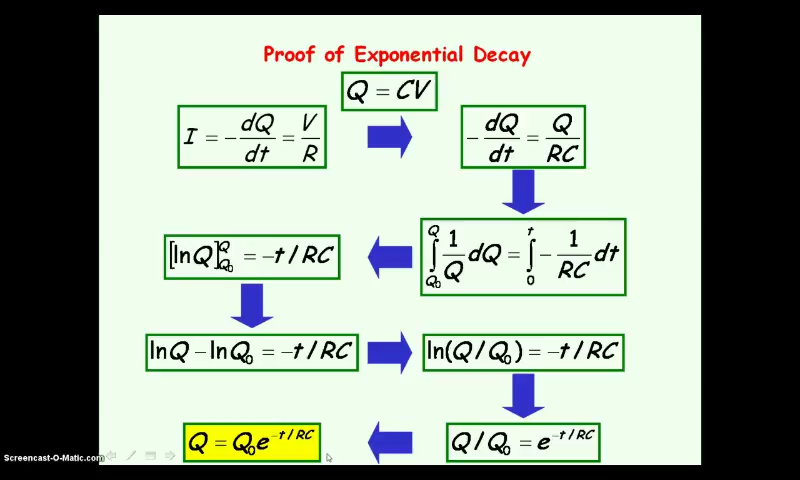 Proof of Exponential Decay
Q = CV
I = -dQ/dt = V/R
-dQ/dt = Q/RC
∫_{Q₀}^{Q} 1/Q dQ = ∫_{0}^{t} -1/RC dt
[lnQ]_{Q₀}^{Q} = -t/RC
lnQ - lnQ₀ = -t/RC
ln(Q/Q₀) = -t/RC
Q/Q₀ = e^{-t/RC}
Q = Q₀e^{-t/RC}
Screencast-O-Matic.com